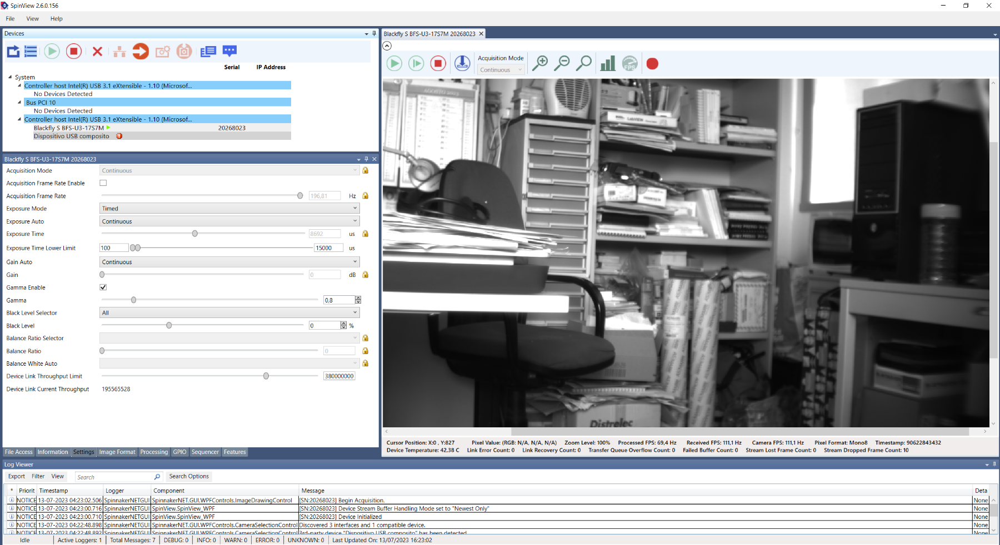 SpinView 2.6.0.156
File View Help
Devices
Serial IP Address
System
Controller host Intel(R) USB 3.1 eXtensible - 1.10 (Microsof...
No Devices Detected
Bus PCI 10
No Devices Detected
Controller host Intel(R) USB 3.1 eXtensible - 1.10 (Microsof...
Blackfly S BFS-U3-17S7M 20268023
Dispositivo USB composito
Blackfly S BFS-U3-17S7M 20268023
Acquisition Mode Continuous
Acquisition Frame Rate Enable
Acquisition Frame Rate 196,81 Hz
Exposure Mode Timed
Exposure Auto Continuous
Exposure Time 8692 us
Exposure Time Lower Limit 100 15000 us
Gain Auto Continuous
Gain 0 dB
Gamma Enable
Gamma 0,8
Black Level Selector All
Black Level 0 %
Balance Ratio Selector
Balance Ratio 0
Balance White Auto
Device Link Throughput Limit 380000000
Device Link Current Throughput 195565528
File Access Information Settings Image Format Processing GPIO Sequencer Features
Blackfly S BFS-U3-17S7M 20268023
Acquisition Mode
Continuous
FPS
LabVIEW
Distrelec
Cursor Position: X:0 , Y:827 Pixel Value: (RGB: N/A, N/A, N/A) Zoom Level: 100% Processed FPS: 69,4 Hz Received FPS: 111,1 Hz Camera FPS: 111,1 Hz Pixel Format: Mono8 Timestamp: 90622843432
Device Temperature: 42,38 C Link Error Count: 0 Link Recovery Count: 0 Transfer Queue Overflow Count: 0 Failed Buffer Count: 0 Stream Lost Frame Count: 0 Stream Dropped Frame Count: 10
Log Viewer
Export Filter View Search Search Options
* Priorit Timestamp Logger Component Message Deta
NOTICE 13-07-2023 04:23:02.506 SpinnakerNETGUI SpinnakerNET.GUI.WPFControls.ImageDrawingControl [SN:20268023] Begin Acquisition. None
NOTICE 13-07-2023 04:23:00.716 SpinnakerNETGUI SpinView.SpinView_WPF [SN:20268023] Device Stream Buffer Handling Mode set to "Newest Only" None
NOTICE 13-07-2023 04:23:00.710 SpinnakerNETGUI SpinView.SpinView_WPF [SN:20268023] Device Initialized None
NOTICE 13-07-2023 04:22:48.898 SpinnakerNETGUI SpinnakerNET.GUI.WPFControls.CameraSelectionControl Discovered 3 interfaces and 1 compatible device. None
NOTICE 13-07-2023 04:22:48.892 SpinnakerNETGUI SpinnakerNET.GUI.WPFControls.CameraSelectionControl 3rd-party device "Dispositivo USB composito" has been detected None
Idle Active Loggers: 1 Total Messages: 7 DEBUG: 0 INFO: 0 WARN: 0 ERROR: 0 UNKNOWN: 0 Last Updated On: 13/07/2023 16:23:02